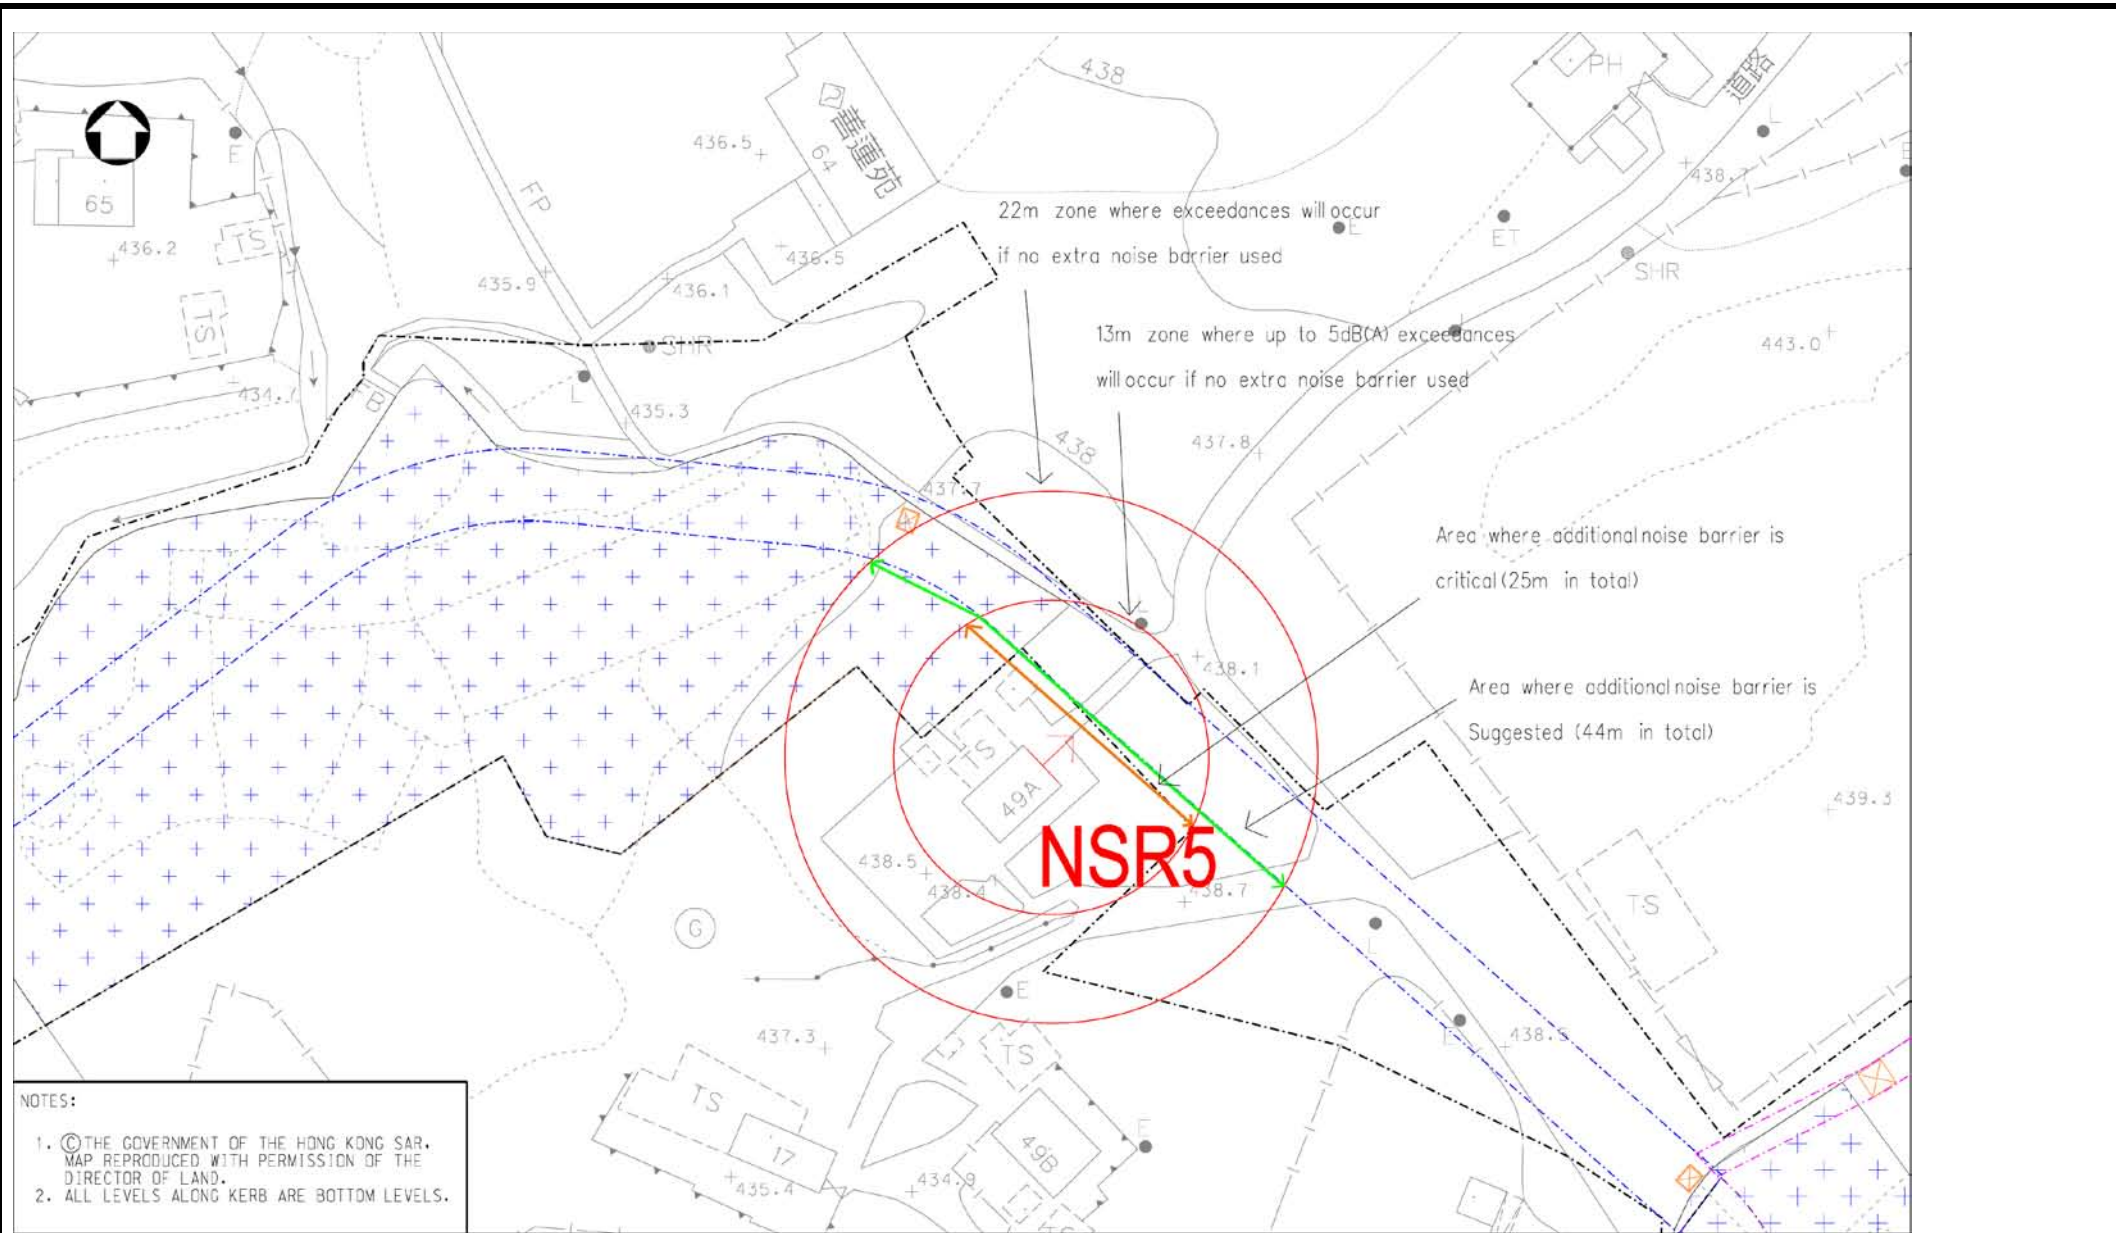 438
PH
道路
L
E
善蓮苑
64
436.5
438.7
65
TS
436.2
FP
22m zone where exceedances will occur
if no extra noise barrier used
E
ET
SHR
436.5
435.9
436.1
TS
SHR
13m zone where up to 5dB(A) exceedances
will occur if no extra noise barrier used
443.0
FB
L
435.3
438
437.8
437.7
Area where additional noise barrier is
critical (25m in total)
438.1
Area where additional noise barrier is
Suggested (44m in total)
TS
49A
439.3
NSR5
438.5
438.4
438.7
TS
G
L
E
437.3
TS
438.5
TS
17
49B
E
435.4
434.9
TS
NOTES:
1. ©THE GOVERNMENT OF THE HONG KONG SAR.
MAP REPRODUCED WITH PERMISSION OF THE
DIRECTOR OF LAND.
2. ALL LEVELS ALONG KERB ARE BOTTOM LEVELS.